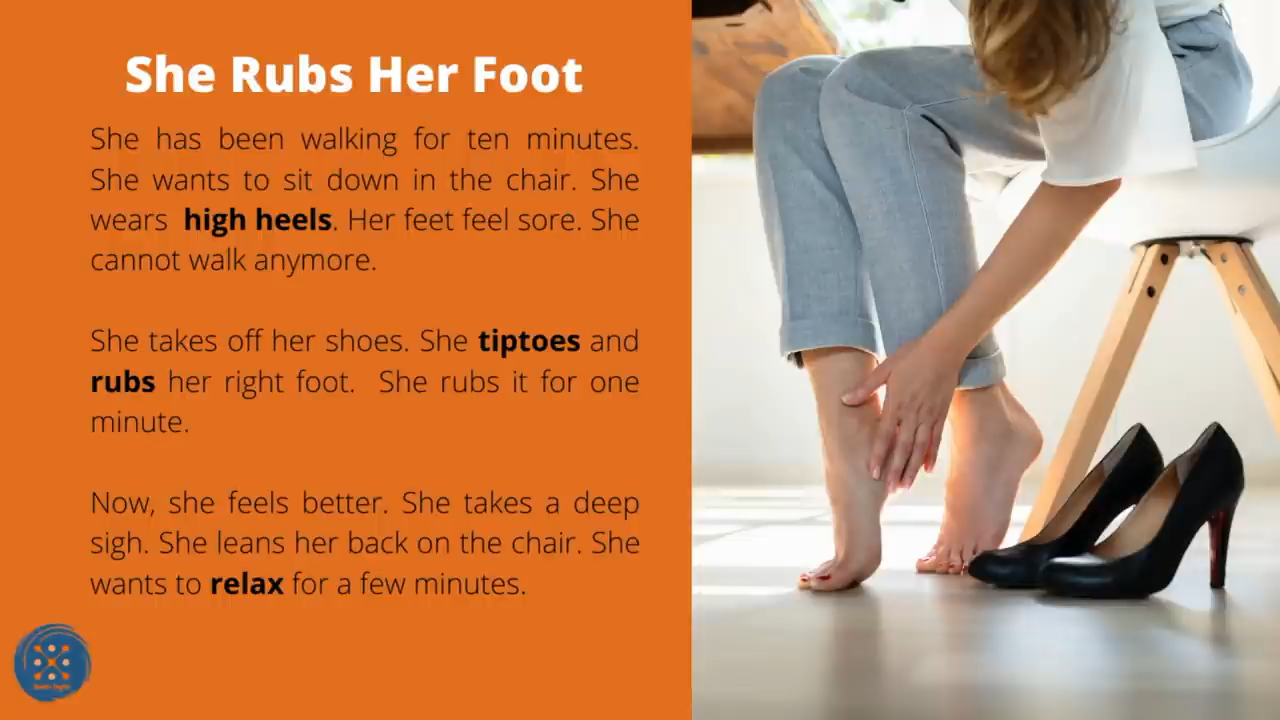 She Rubs Her Foot
She has been walking for ten minutes.
She wants to sit down in the chair. She
wears high heels. Her feet feel sore. She
cannot walk anymore.
She takes off her shoes. She tiptoes and
rubs her right foot. She rubs it for one
minute.
Now, she feels better. She takes a deep
sigh. She leans her back on the chair. She
wants to relax for a few minutes.